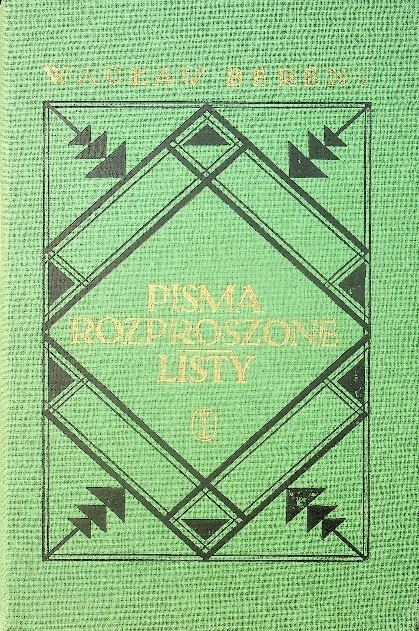 WACŁAW BERENT
PISMA
ROZPROSZONE
LISTY